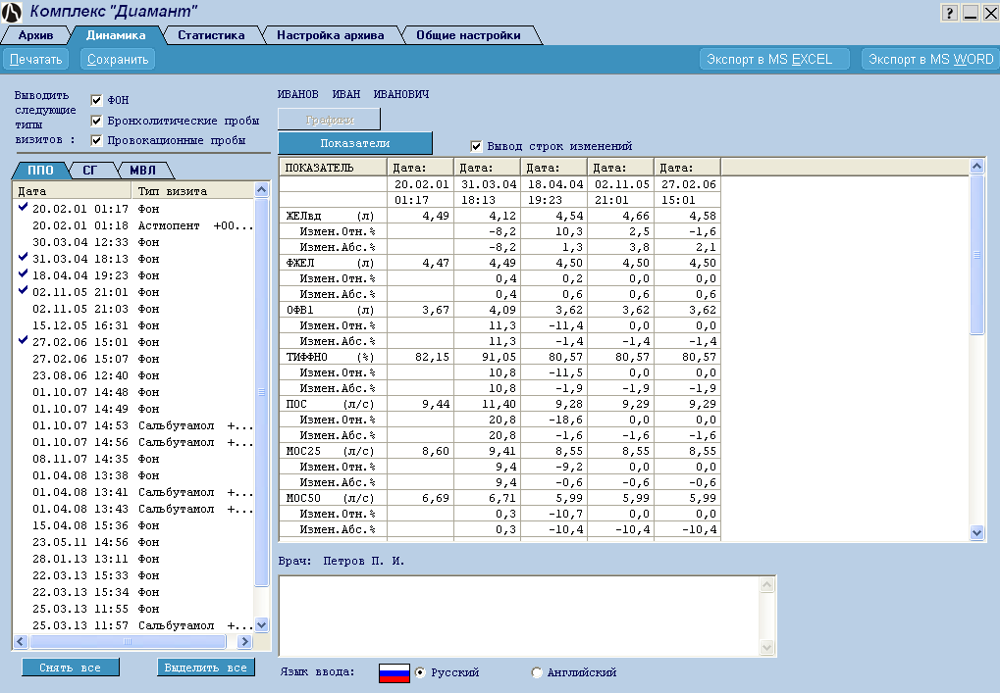 Комплекс "Диамант"
Архив Динамика Статистика Настройка архива Общие настройки
Печатать Сохранить Экспорт в MS EXCEL Экспорт в MS WORD
Выводить следующие типы визитов :
ФОН
Бронхолитические пробы
Провокационные пробы
ППО СГ МВЛ
Дата Тип визита
20.02.01 01:17 Фон
20.02.01 01:18 Астмопент +00...
30.03.04 12:33 Фон
31.03.04 18:13 Фон
18.04.04 19:23 Фон
02.11.05 21:01 Фон
02.11.05 21:03 Фон
15.12.05 16:31 Фон
27.02.06 15:01 Фон
27.02.06 15:07 Фон
23.08.06 12:40 Фон
01.10.07 14:48 Фон
01.10.07 14:49 Фон
01.10.07 14:53 Сальбутамол +...
01.10.07 14:56 Сальбутамол +...
08.11.07 14:35 Фон
01.04.08 13:38 Фон
01.04.08 13:41 Сальбутамол +...
01.04.08 13:43 Сальбутамол +...
15.04.08 15:36 Фон
23.05.11 14:56 Фон
28.01.13 13:11 Фон
22.03.13 15:33 Фон
22.03.13 15:34 Фон
25.03.13 11:55 Фон
25.03.13 11:57 Сальбутамол +...
Снять все Выделить все
ИВАНОВ ИВАН ИВАНОВИЧ
Графики
Показатели
Вывод строк изменений
ПОКАЗАТЕЛЬ Дата: Дата: Дата: Дата: Дата:
20.02.01 31.03.04 18.04.04 02.11.05 27.02.06
01:17 18:13 19:23 21:01 15:01
ЖЕЛвд (л) 4,49 4,12 4,54 4,66 4,58
Измен.Отн.% -8,2 10,3 2,5 -1,6
Измен.Абс.% -8,2 1,3 3,8 2,1
ФЖЕЛ (л) 4,47 4,49 4,50 4,50 4,50
Измен.Отн.% 0,4 0,2 0,0 0,0
Измен.Абс.% 0,4 0,6 0,6 0,6
ОФВ1 (л) 3,67 4,09 3,62 3,62 3,62
Измен.Отн.% 11,3 -11,4 0,0 0,0
Измен.Абс.% 11,3 -1,4 -1,4 -1,4
ТИФФНО (%) 82,15 91,05 80,57 80,57 80,57
Измен.Отн.% 10,8 -11,5 0,0 0,0
Измен.Абс.% 10,8 -1,9 -1,9 -1,9
ПОС (л/с) 9,44 11,40 9,28 9,29 9,29
Измен.Отн.% 20,8 -18,6 0,0 0,0
Измен.Абс.% 20,8 -1,6 -1,6 -1,6
МОС25 (л/с) 8,60 9,41 8,55 8,55 8,55
Измен.Отн.% 9,4 -9,2 0,0 0,0
Измен.Абс.% 9,4 -0,6 -0,6 -0,6
МОС50 (л/с) 6,69 6,71 5,99 5,99 5,99
Измен.Отн.% 0,3 -10,7 0,0 0,0
Измен.Абс.% 0,3 -10,4 -10,4 -10,4
Врач: Петров П. И.
Язык ввода: Русский Английский